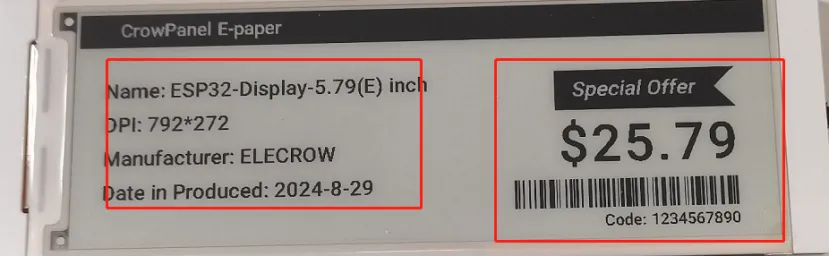 CrowPanel E-paper
Name: ESP32-Display-5.79(E) inch
DPI: 792*272
Manufacturer: ELECROW
Date in Produced: 2024-8-29
Special Offer
$25.79
Code: 1234567890